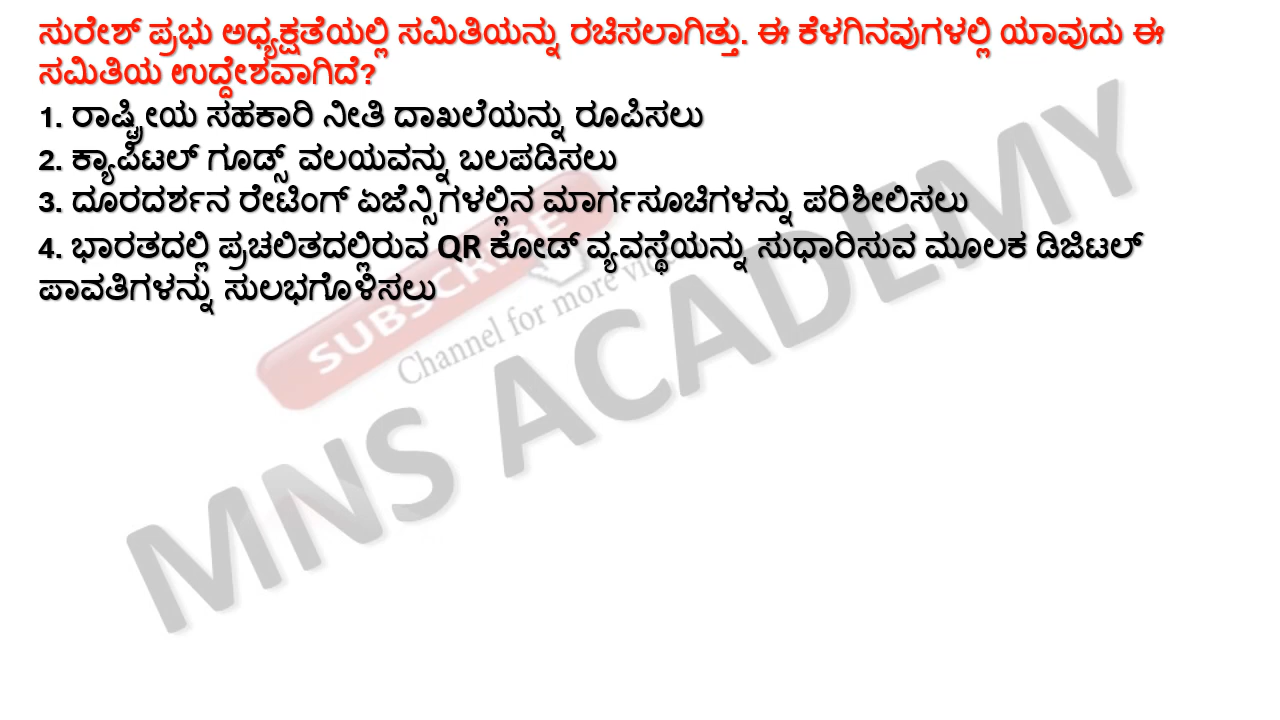 ಸುರೇಶ್ ಪ್ರಭು ಅಧ್ಯಕ್ಷತೆಯಲ್ಲಿ ಸಮಿತಿಯನ್ನು ರಚಿಸಲಾಗಿತ್ತು. ಈ ಕೆಳಗಿನವುಗಳಲ್ಲಿ ಯಾವುದು ಈ
ಸಮಿತಿಯ ಉದ್ದೇಶವಾಗಿದೆ?
1. ರಾಷ್ಟ್ರೀಯ ಸಹಕಾರಿ ನೀತಿ ದಾಖಲೆಯನ್ನು ರೂಪಿಸಲು
2. ಕ್ಯಾಪಿಟಲ್ ಗೂಡ್ಸ್ ವಲಯವನ್ನು ಬಲಪಡಿಸಲು
3. ದೂರದರ್ಶನ ರೇಟಿಂಗ್ ಏಜೆನ್ಸಿಗಳಲ್ಲಿನ ಮಾರ್ಗಸೂಚಿಗಳನ್ನು ಪರಿಶೀಲಿಸಲು
4. ಭಾರತದಲ್ಲಿ ಪ್ರಚಲಿತದಲ್ಲಿರುವ QR ಕೋಡ್ ವ್ಯವಸ್ಥೆಯನ್ನು ಸುಧಾರಿಸುವ ಮೂಲಕ ಡಿಜಿಟಲ್
ಪಾವತಿಗಳನ್ನು ಸುಲಭಗೊಳಿಸಲು
SUBSCRIBE
Channel for more
MNS ACADEMY